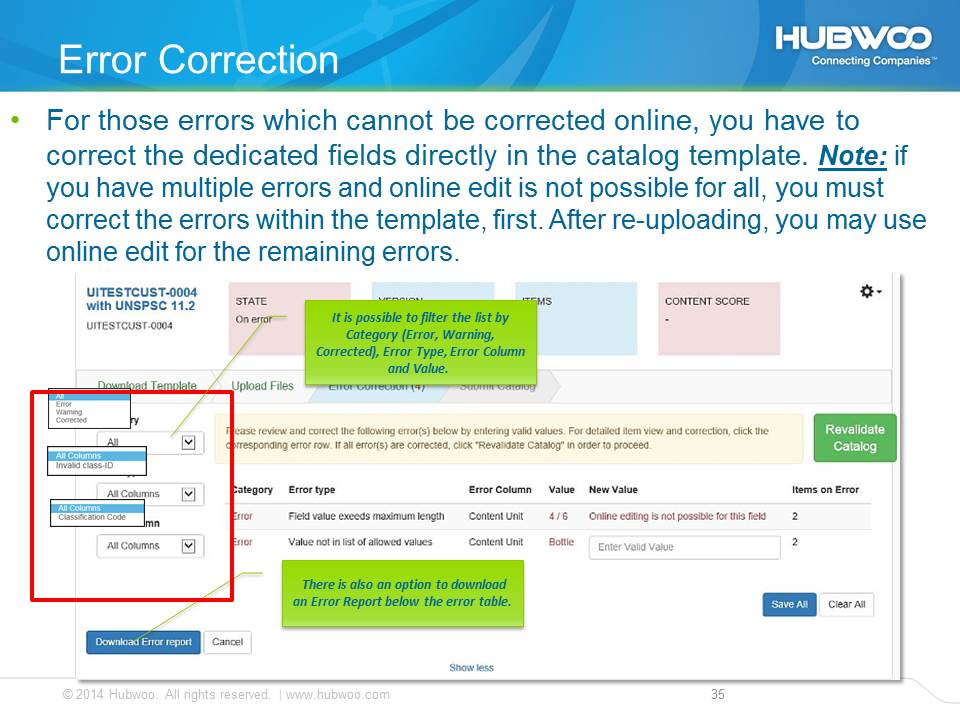 Error Correction
HUBWOO
Connecting Companies™
• For those errors which cannot be corrected online, you have to
correct the dedicated fields directly in the catalog template. Note: if
you have multiple errors and online edit is not possible for all, you must
correct the errors within the template, first. After re-uploading, you may use
online edit for the remaining errors.
UITESTCUST-0004
with UNSPSC 11.2
UITESTCUST-0004
STATE
On error
VERSION
ITEMS
CONTENT SCORE
-
It is possible to filter the list by
Category (Error, Warning,
Corrected), Error Type, Error Column
and Value.
Download Template
Upload Files
Error Correction (4)
Submit Catalog
All
Error
Warning
Corrected
ry
All
All Columns
Invalid class-ID
All Columns
All Columns
Classification Code
mn
All Columns
Please review and correct the following error(s) below by entering valid values. For detailed item view and correction, click the
corresponding error row. If all error(s) are corrected, click "Revalidate Catalog" in order to proceed.
Revalidate
Catalog
Category Error type Error Column Value New Value Items on Error
Error Field value exeeds maximum length Content Unit 4 / 6 Online editing is not possible for this field 2
Error Value not in list of allowed values Content Unit Bottle Enter Valid Value 2
There is also an option to download
an Error Report below the error table.
Save All Clear All
Download Error report Cancel
Show less
© 2014 Hubwoo. All rights reserved. | www.hubwoo.com
35